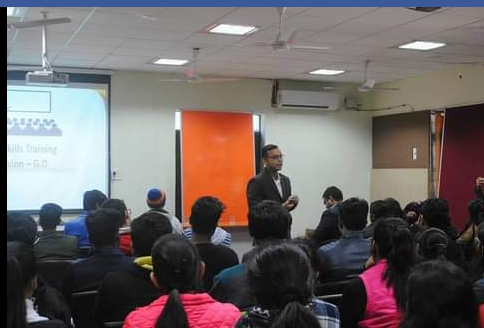 kills Training
sion – G.D